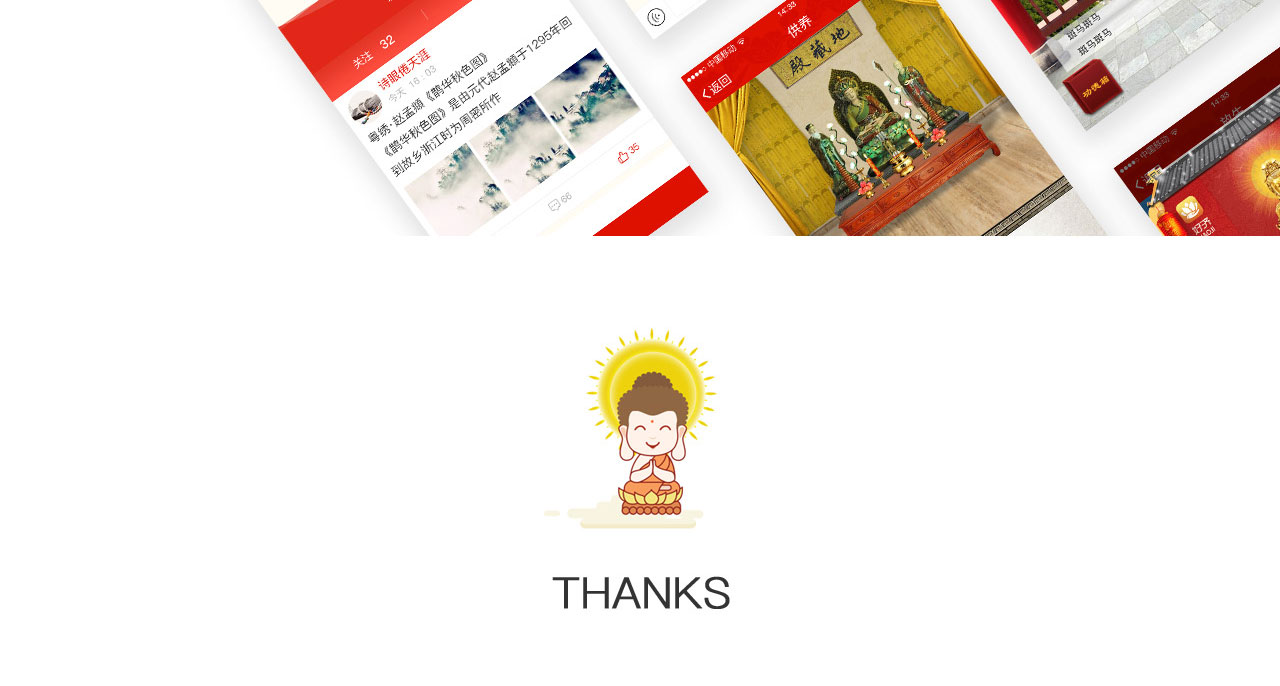 关注 32
诗眼倦天涯
今天 16:03
粤绣·赵孟頫《鹊华秋色图》
《鹊华秋色图》是由元代赵孟頫于1295年回
到故乡浙江时为周密所作
66
35
中国移动
14:33
返回
供养
地藏殿
斑马斑马
斑马斑马
功德箱
中国移动
14:33
THANKS